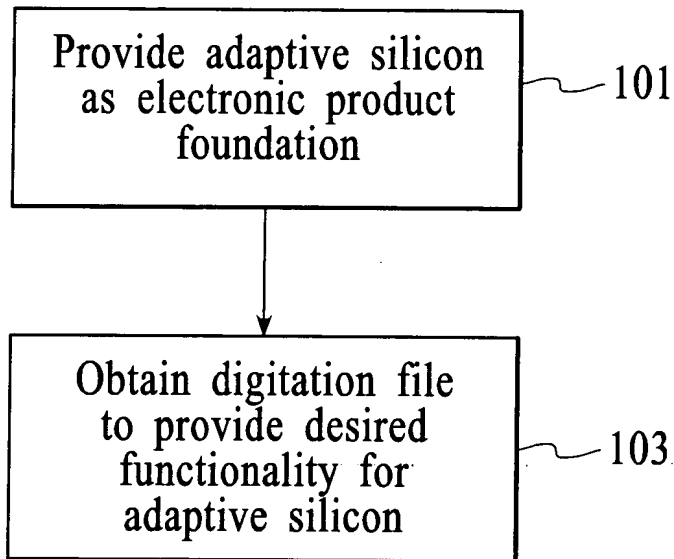 Provide adaptive silicon
as electronic product
foundation
101
Obtain digitation file
to provide desired
functionality for
adaptive silicon
103